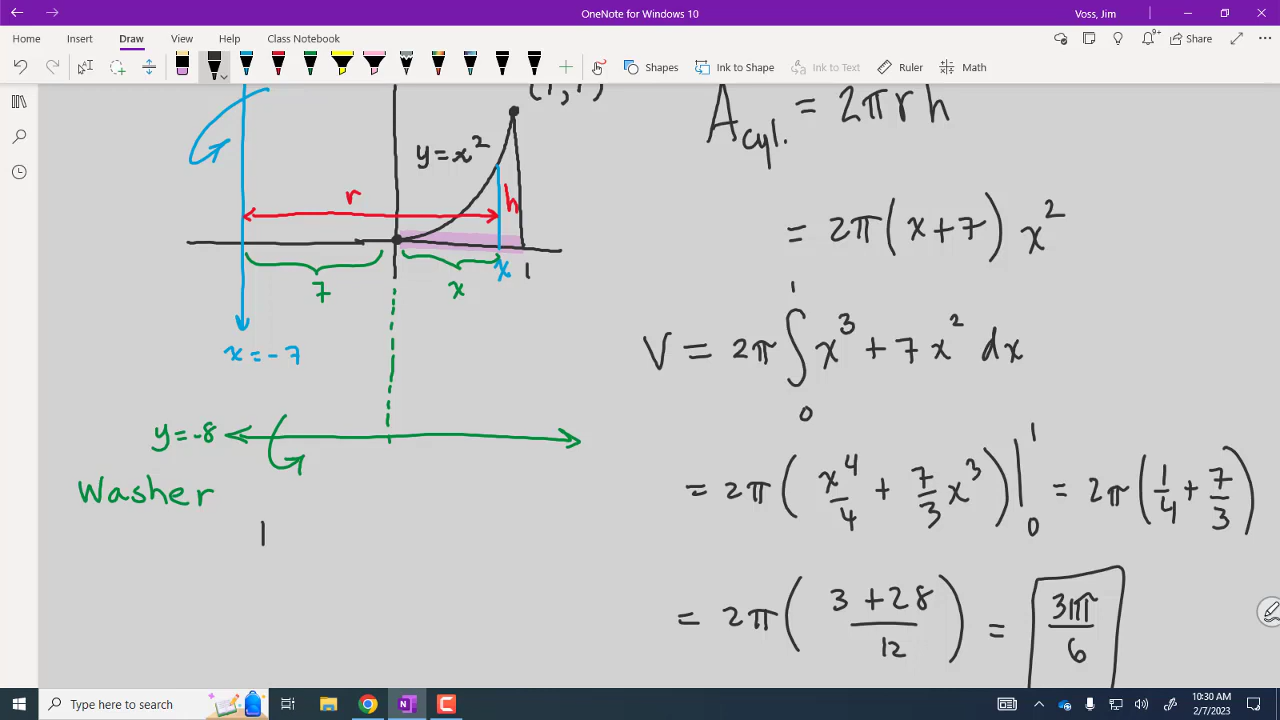 OneNote for Windows 10
Voss, Jim
Home Insert Draw View Help Class Notebook
Share
Shapes Ink to Shape Ink to Text Ruler Math
(1,1)
y = x²
r
h
7
x
x
1
x = -7
y = -8
Washer
|
A cyl. = 2πrh
= 2π(x+7) x²
V = 2π ∫₀¹ x³ + 7x² dx
= 2π( x⁴/4 + 7/3 x³ ) |₀¹ = 2π( 1/4 + 7/3 )
= 2π( 3 + 28 / 12 ) = 31π / 6
Type here to search
10:30 AM
2/7/2023